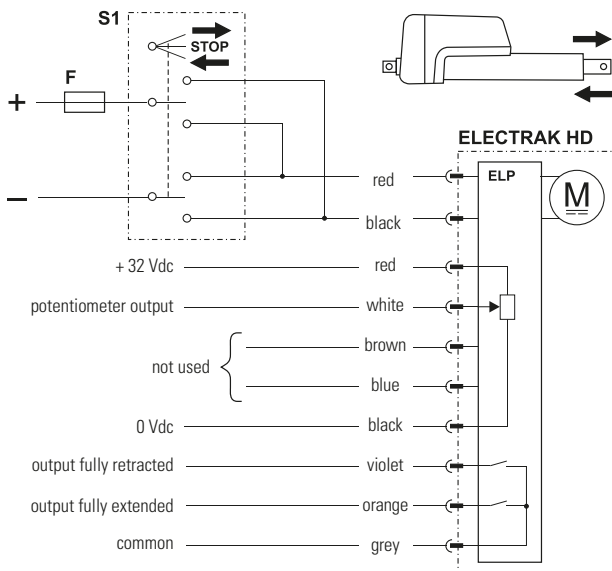 S1
STOP
F
+
–
ELECTRAK HD
ELP
M
red
black
+ 32 Vdc red
potentiometer output white
brown
not used
blue
0 Vdc black
output fully retracted violet
output fully extended orange
common grey